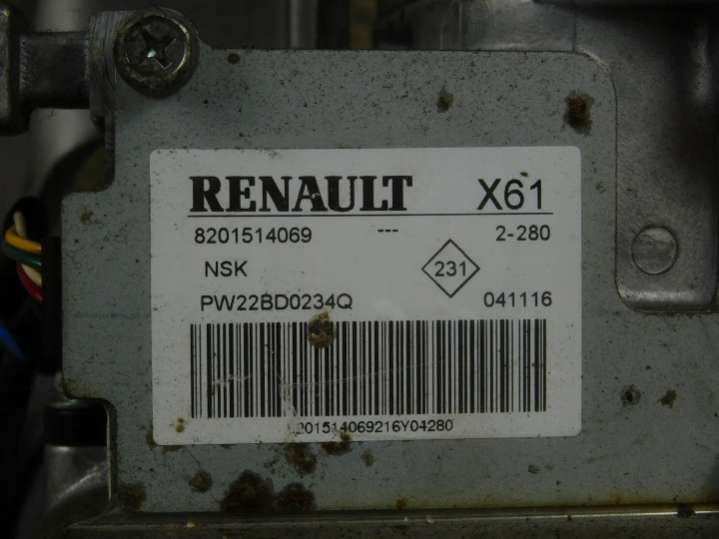 RENAULT X61
8201514069 --- 2-280
NSK 231
PW22BD0234Q 041116
201514069216Y04280